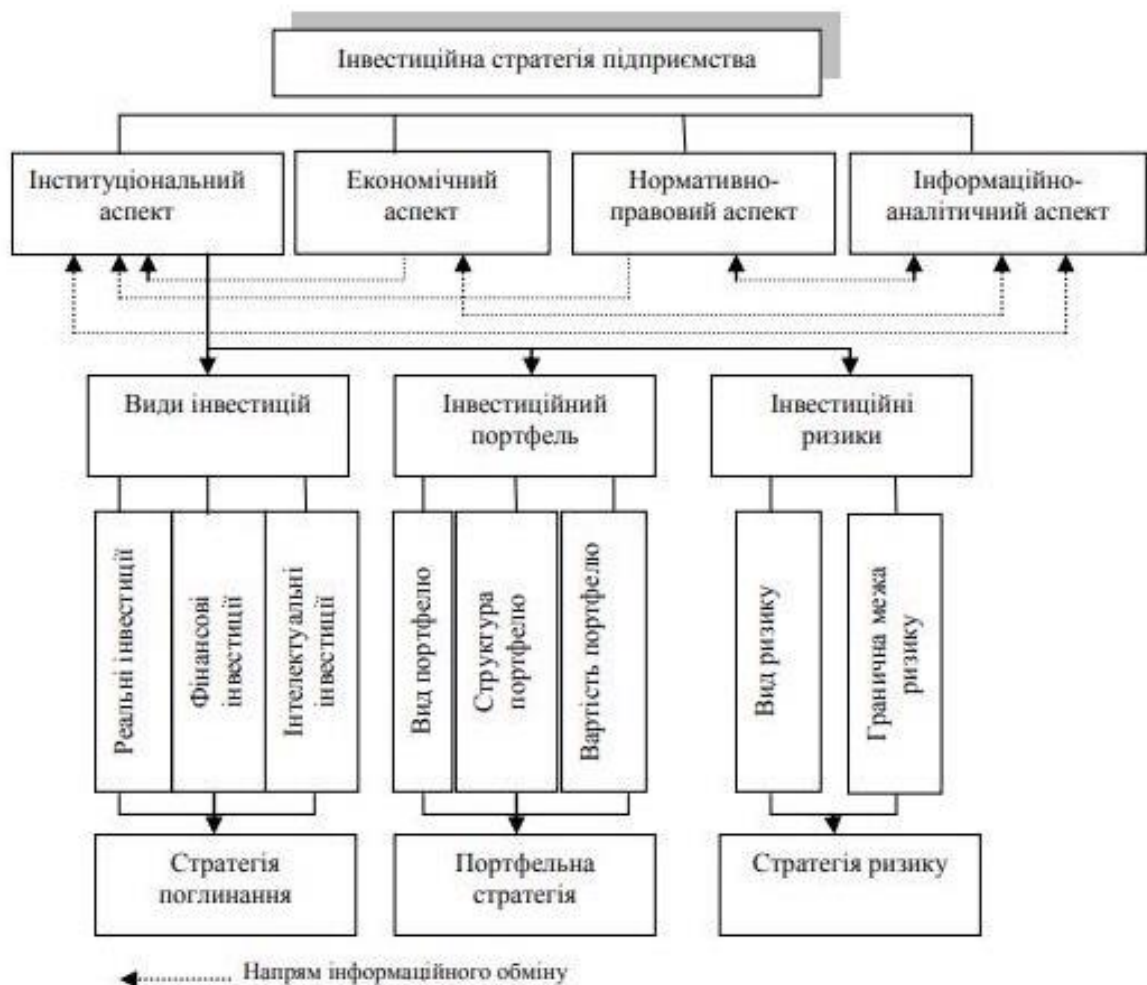 Інвестиційна стратегія підприємства
Інституціональний
аспект
Економічний
аспект
Нормативно-
правовий аспект
Інформаційно-
аналітичний аспект
Види інвестицій
Інвестиційний
портфель
Інвестиційні
ризики
Реальні інвестиції
Фінансові
інвестиції
Інтелектуальні
інвестиції
Вид портфелю
Структура
портфелю
Вартість портфелю
Вид ризику
Гранична межа
ризику
Стратегія
поглинання
Портфельна
стратегія
Стратегія ризику
Напрям інформаційного обміну